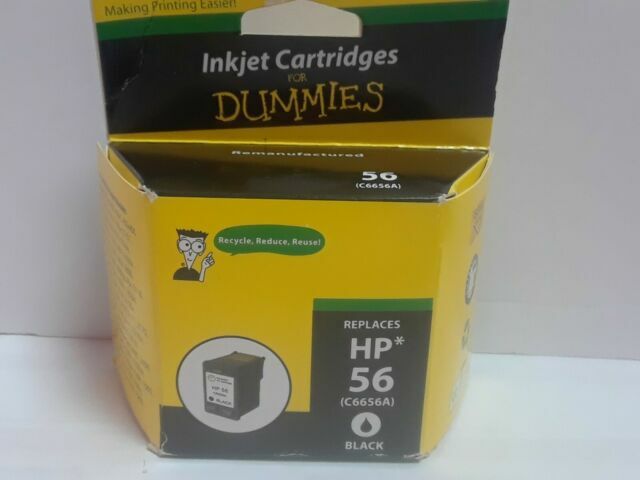 Making Printing Easier!
Inkjet Cartridges
FOR
DUMMIES
Remanufactured
56
(C6656A)
Recycle, Reduce, Reuse!
REPLACES
HP*
56
(C6656A)
BLACK
HP 56
BLACK